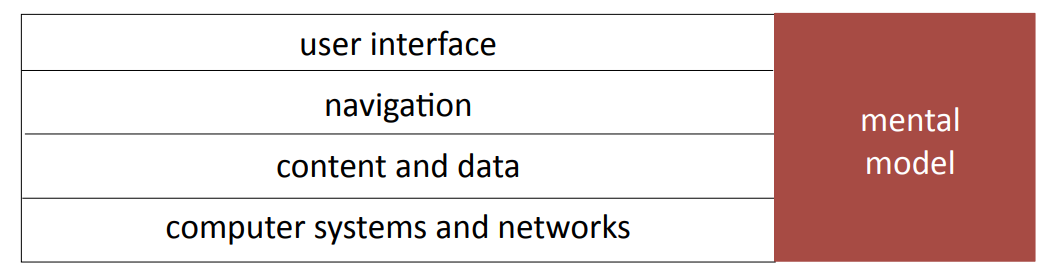 user interface
navigation
content and data
computer systems and networks
mental
model